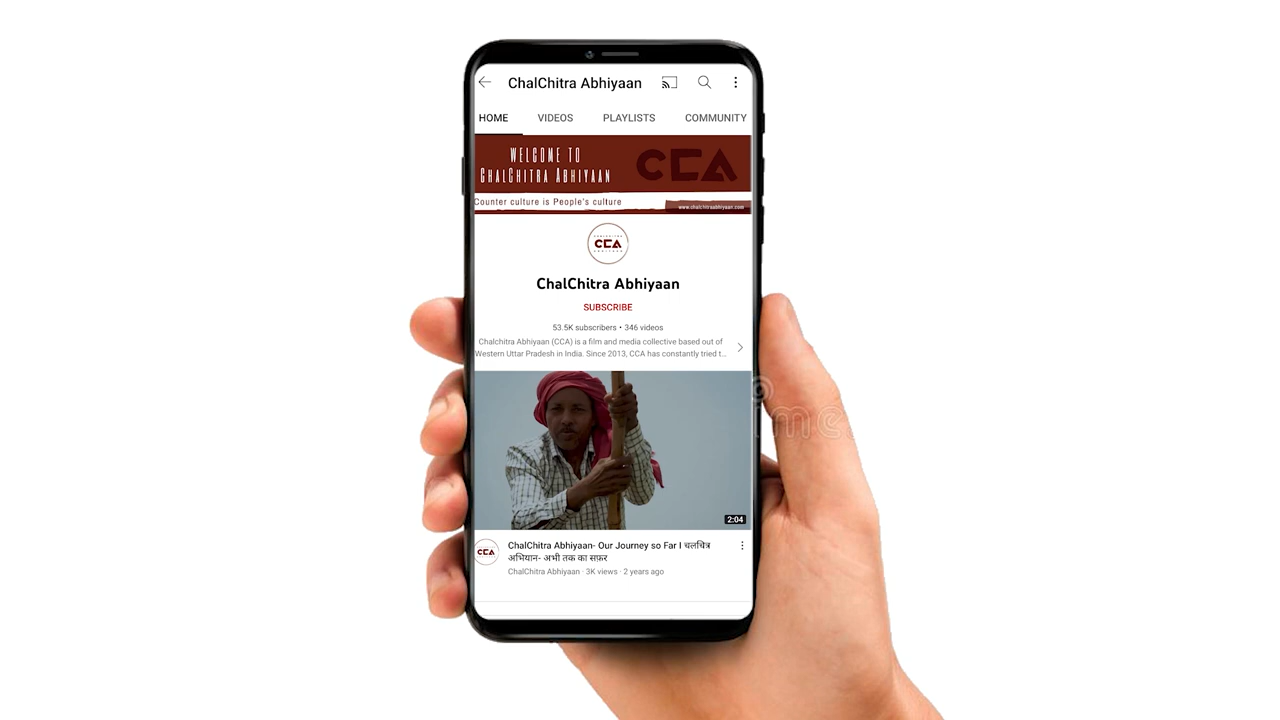 ChalChitra Abhiyaan
HOME VIDEOS PLAYLISTS COMMUNITY
WELCOME TO
CHALCHITRA ABHIYAAN
CCA
Counter culture is People's culture
www.chalchitraabhiyaan.com
CCA
ChalChitra Abhiyaan
SUBSCRIBE
53.5K subscribers • 346 videos
Chalchitra Abhiyaan (CCA) is a film and media collective based out of
Western Uttar Pradesh in India. Since 2013, CCA has constantly tried t...
2:04
CCA
ChalChitra Abhiyaan- Our Journey so Far I चलचित्र
अभियान- अभी तक का सफ़र
ChalChitra Abhiyaan · 3K views · 2 years ago